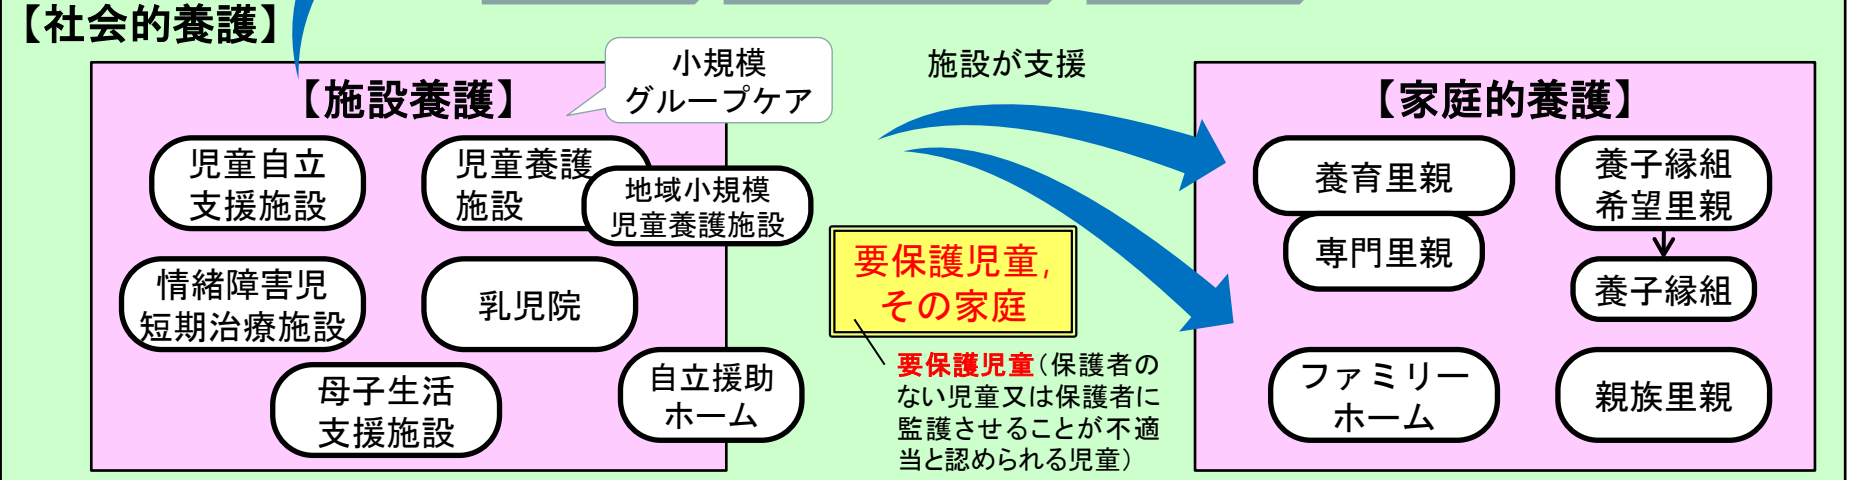 【社会的養護】
【施設養護】
小規模
グループケア
児童自立
支援施設
児童養護
施設
地域小規模
児童養護施設
情緒障害児
短期治療施設
乳児院
母子生活
支援施設
自立援助
ホーム
施設が支援
要保護児童,
その家庭
要保護児童（保護者の
ない児童又は保護者に
監護させることが不適
当と認められる児童）
【家庭的養護】
養育里親
専門里親
養子縁組
希望里親
養子縁組
ファミリー
ホーム
親族里親